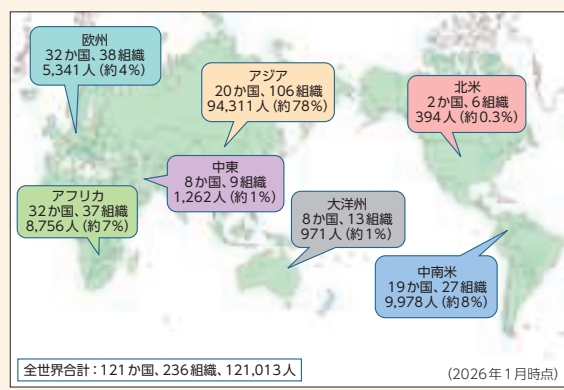 欧州
32か国、38組織
5,341人(約4%)
アジア
20か国、106組織
94,311人(約78%)
北米
2か国、6組織
394人(約0.3%)
中東
8か国、9組織
1,262人(約1%)
アフリカ
32か国、37組織
8,756人(約7%)
大洋州
8か国、13組織
971人(約1%)
中南米
19か国、27組織
9,978人(約8%)
全世界合計:121か国、236組織、121,013人
(2026年1月時点)